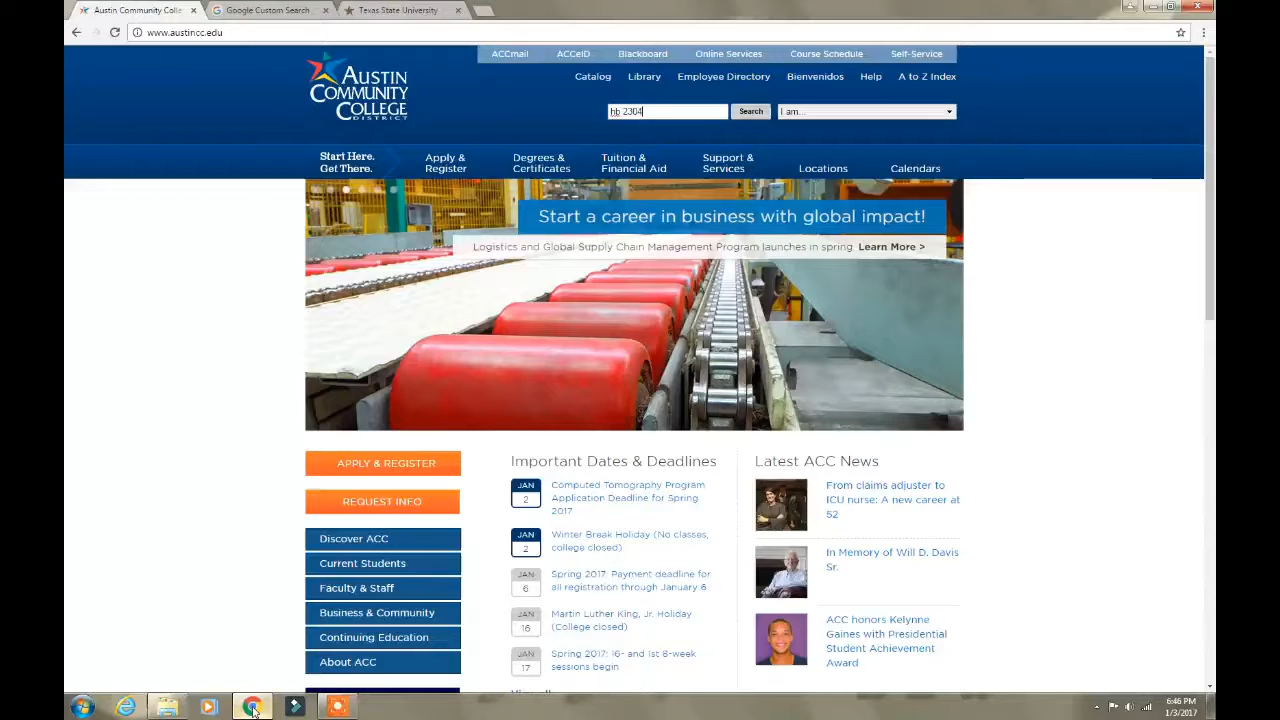 Austin Community Colle
Google Custom Search
Texas State University
www.austincc.edu
ACCmail
ACCeID
Blackboard
Online Services
Course Schedule
Self-Service
Catalog
Library
Employee Directory
Bienvenidos
Help
A to Z Index
AUSTIN
COMMUNITY
COLLEGE
DISTRICT
hb 2304
Search
I am...
Start Here.
Get There.
Apply &
Register
Degrees &
Certificates
Tuition &
Financial Aid
Support &
Services
Locations
Calendars
Start a career in business with global impact!
Logistics and Global Supply Chain Management Program launches in spring. Learn More >
APPLY & REGISTER
REQUEST INFO
Discover ACC
Current Students
Faculty & Staff
Business & Community
Continuing Education
About ACC
Important Dates & Deadlines
JAN
2
Computed Tomography Program
Application Deadline for Spring
2017
JAN
2
Winter Break Holiday (No classes,
college closed)
JAN
6
Spring 2017: Payment deadline for
all registration through January 6
JAN
16
Martin Luther King, Jr. Holiday
(College closed)
JAN
17
Spring 2017: 16- and 1st 8-week
sessions begin
Latest ACC News
From claims adjuster to
ICU nurse: A new career at
52
In Memory of Will D. Davis
Sr.
ACC honors Kelynne
Gaines with Presidential
Student Achievement
Award
6:46 PM
1/3/2017